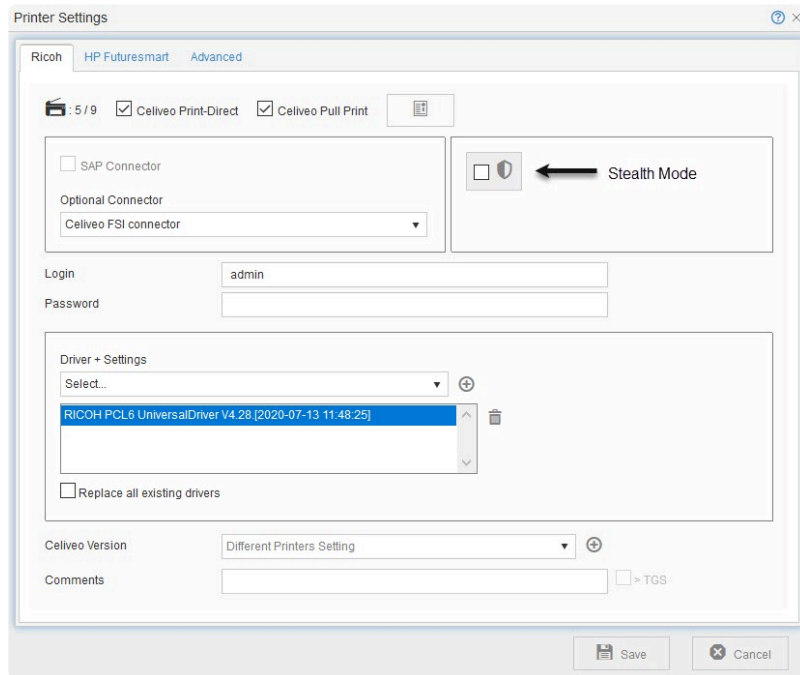 Printer Settings
Ricoh HP Futuresmart Advanced
: 5 / 9 Celiveo Print-Direct Celiveo Pull Print
SAP Connector
Stealth Mode
Optional Connector
Celiveo FSI connector
Login admin
Password
Driver + Settings
Select...
RICOH PCL6 UniversalDriver V4.28.[2020-07-13 11:48:25]
Replace all existing drivers
Celiveo Version Different Printers Setting
Comments > TGS
Save Cancel